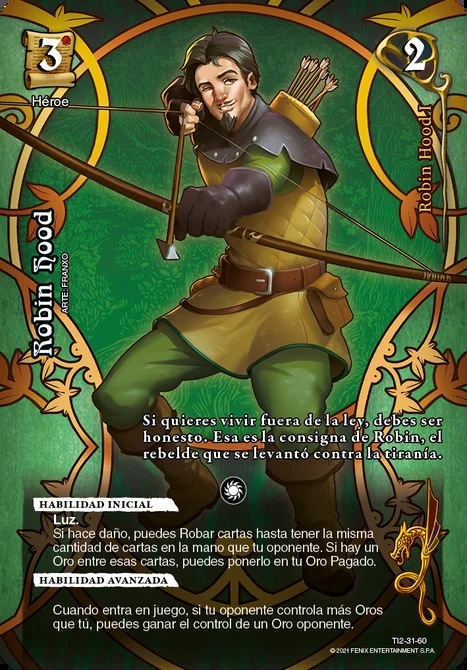 3
2
Héroe
Robin Hood I
Robin Hood
ARTE: FRANXO
Si quieres vivir fuera de la ley, debes ser
honesto. Esa es la consigna de Robin, el
rebelde que se levantó contra la tiranía.
HABILIDAD INICIAL
Luz.
Si hace daño, puedes Robar cartas hasta tener la misma
cantidad de cartas en la mano que tu oponente. Si hay un
Oro entre esas cartas, puedes ponerlo en tu Oro Pagado.
HABILIDAD AVANZADA
Cuando entra en juego, si tu oponente controla más Oros
que tú, puedes ganar el control de un Oro oponente.
TI2-31-60
© 2021 FENIX ENTERTAINMENT S.P.A.